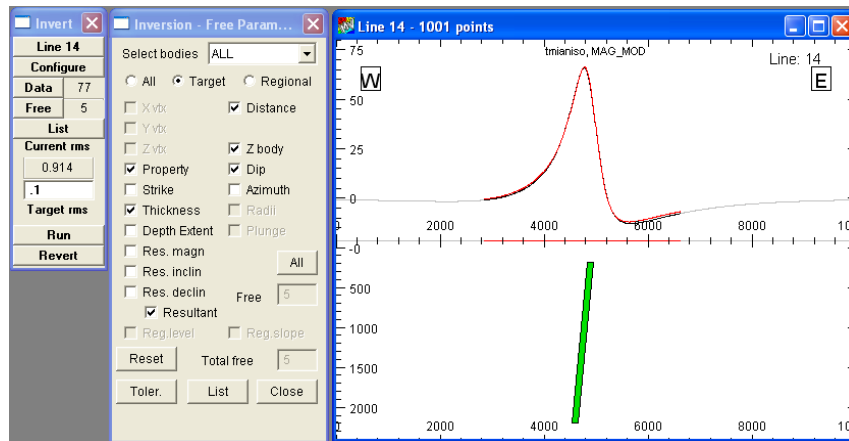 Invert
Line 14
Configure
Data 77
Free 5
List
Current rms
0.914
.1
Target rms
Run
Revert
Inversion - Free Param...
Select bodies ALL
All Target Regional
X vtx Distance
Y vtx
Z vtx Z body
Property Dip
Strike Azimuth
Thickness Radii
Depth Extent Plunge
Res. magn
Res. inclin All
Res. declin Free 5
Resultant
Reg.level Reg.slope
Reset Total free 5
Toler. List Close
Line 14 - 1001 points
75
tmianiso, MAG_MOD
Line: 14
W E
50
25
0
0 2000 4000 6000 8000 10
-0
500
1000
1500
2000
0 2000 4000 6000 8000 10